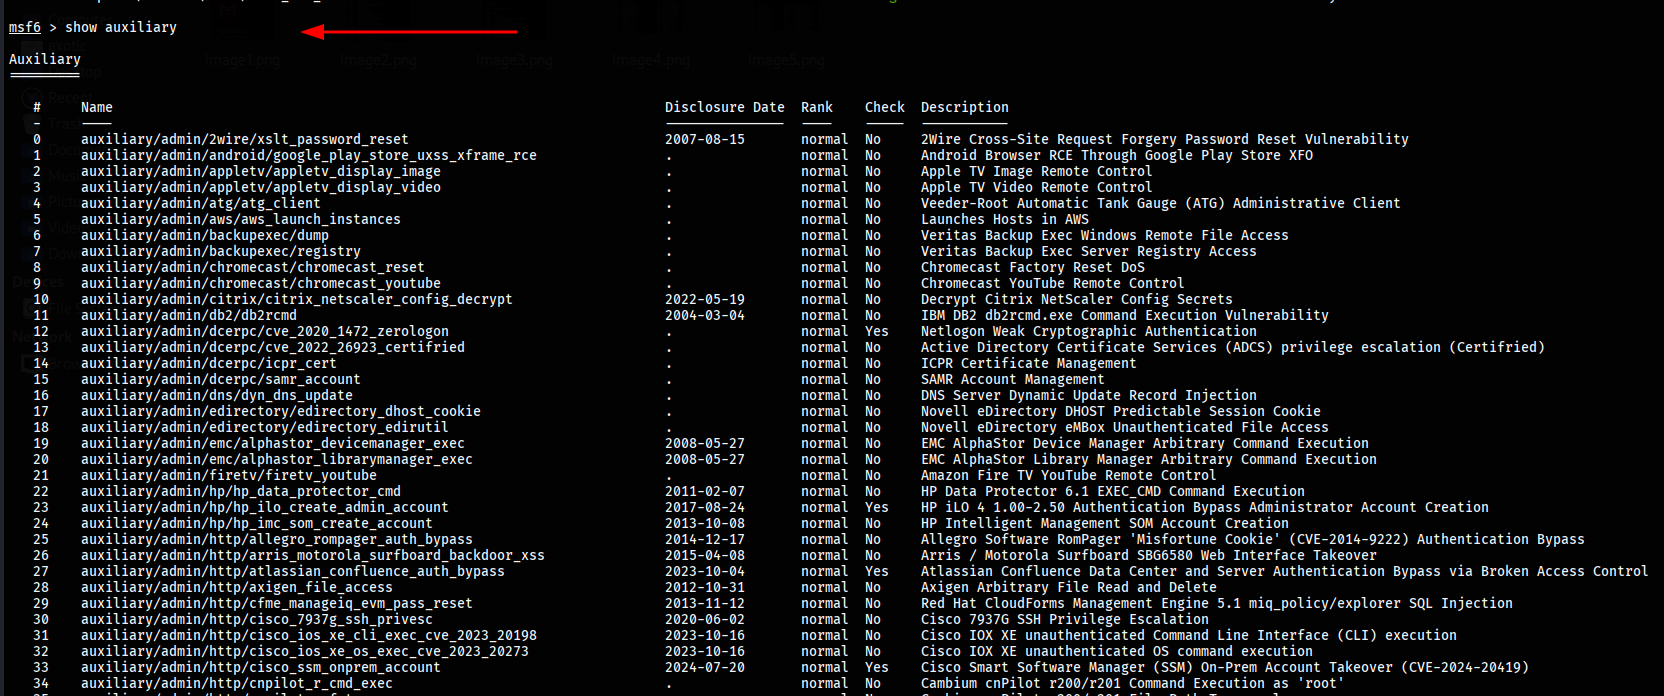 msf6 > show auxiliary
image1.png image2.png image3.png image4.png image5.png
Auxiliary
# Name Disclosure Date Rank Check Description
- ---- --------------- ---- ----- -----------
0 auxiliary/admin/2wire/xslt_password_reset 2007-08-15 normal No 2Wire Cross-Site Request Forgery Password Reset Vulnerability
1 auxiliary/admin/android/google_play_store_uxss_xframe_rce . normal No Android Browser RCE Through Google Play Store XFO
2 auxiliary/admin/appletv/appletv_display_image . normal No Apple TV Image Remote Control
3 auxiliary/admin/appletv/appletv_display_video . normal No Apple TV Video Remote Control
4 auxiliary/admin/atg/atg_client . normal No Veeder-Root Automatic Tank Gauge (ATG) Administrative Client
5 auxiliary/admin/aws/aws_launch_instances . normal No Launches Hosts in AWS
6 auxiliary/admin/backupexec/dump . normal No Veritas Backup Exec Windows Remote File Access
7 auxiliary/admin/backupexec/registry . normal No Veritas Backup Exec Server Registry Access
8 auxiliary/admin/chromecast/chromecast_reset . normal No Chromecast Factory Reset DoS
9 auxiliary/admin/chromecast/chromecast_youtube . normal No Chromecast YouTube Remote Control
10 auxiliary/admin/citrix/citrix_netscaler_config_decrypt 2022-05-19 normal No Decrypt Citrix NetScaler Config Secrets
11 auxiliary/admin/db2/db2rcmd 2004-03-04 normal No IBM DB2 db2rcmd.exe Command Execution Vulnerability
12 auxiliary/admin/dcerpc/cve_2020_1472_zerologon . normal Yes Netlogon Weak Cryptographic Authentication
13 auxiliary/admin/dcerpc/cve_2022_26923_certifried . normal No Active Directory Certificate Services (ADCS) privilege escalation (Certifried)
14 auxiliary/admin/dcerpc/icpr_cert . normal No ICPR Certificate Management
15 auxiliary/admin/dcerpc/samr_account . normal No SAMR Account Management
16 auxiliary/admin/dns/dyn_dns_update . normal No DNS Server Dynamic Update Record Injection
17 auxiliary/admin/edirectory/edirectory_dhost_cookie . normal No Novell eDirectory DHOST Predictable Session Cookie
18 auxiliary/admin/edirectory/edirectory_edirutil . normal No Novell eDirectory eMBox Unauthenticated File Access
19 auxiliary/admin/emc/alphastor_devicemanager_exec 2008-05-27 normal No EMC AlphaStor Device Manager Arbitrary Command Execution
20 auxiliary/admin/emc/alphastor_librarymanager_exec 2008-05-27 normal No EMC AlphaStor Library Manager Arbitrary Command Execution
21 auxiliary/admin/firetv/firetv_youtube . normal No Amazon Fire TV YouTube Remote Control
22 auxiliary/admin/hp/hp_data_protector_cmd 2011-02-07 normal No HP Data Protector 6.1 EXEC_CMD Command Execution
23 auxiliary/admin/hp/hp_ilo_create_admin_account 2017-08-24 normal Yes HP iLO 4 1.00-2.50 Authentication Bypass Administrator Account Creation
24 auxiliary/admin/hp/hp_imc_som_create_account 2013-10-08 normal No HP Intelligent Management SOM Account Creation
25 auxiliary/admin/http/allegro_rompager_auth_bypass 2014-12-17 normal No Allegro Software RomPager 'Misfortune Cookie' (CVE-2014-9222) Authentication Bypass
26 auxiliary/admin/http/arris_motorola_surfboard_backdoor_xss 2015-04-08 normal No Arris / Motorola Surfboard SBG6580 Web Interface Takeover
27 auxiliary/admin/http/atlassian_confluence_auth_bypass 2023-10-04 normal Yes Atlassian Confluence Data Center and Server Authentication Bypass via Broken Access Control
28 auxiliary/admin/http/axigen_file_access 2012-10-31 normal No Axigen Arbitrary File Read and Delete
29 auxiliary/admin/http/cfme_manageiq_evm_pass_reset 2013-11-12 normal No Red Hat CloudForms Management Engine 5.1 miq_policy/explorer SQL Injection
30 auxiliary/admin/http/cisco_7937g_ssh_privesc 2020-06-02 normal No Cisco 7937G SSH Privilege Escalation
31 auxiliary/admin/http/cisco_ios_xe_cli_exec_cve_2023_20198 2023-10-16 normal No Cisco IOX XE unauthenticated Command Line Interface (CLI) execution
32 auxiliary/admin/http/cisco_ios_xe_os_exec_cve_2023_20273 2023-10-16 normal No Cisco IOX XE unauthenticated OS command execution
33 auxiliary/admin/http/cisco_ssm_onprem_account 2024-07-20 normal Yes Cisco Smart Software Manager (SSM) On-Prem Account Takeover (CVE-2024-20419)
34 auxiliary/admin/http/cnpilot_r_cmd_exec . normal No Cambium cnPilot r200/r201 Command Execution as 'root'